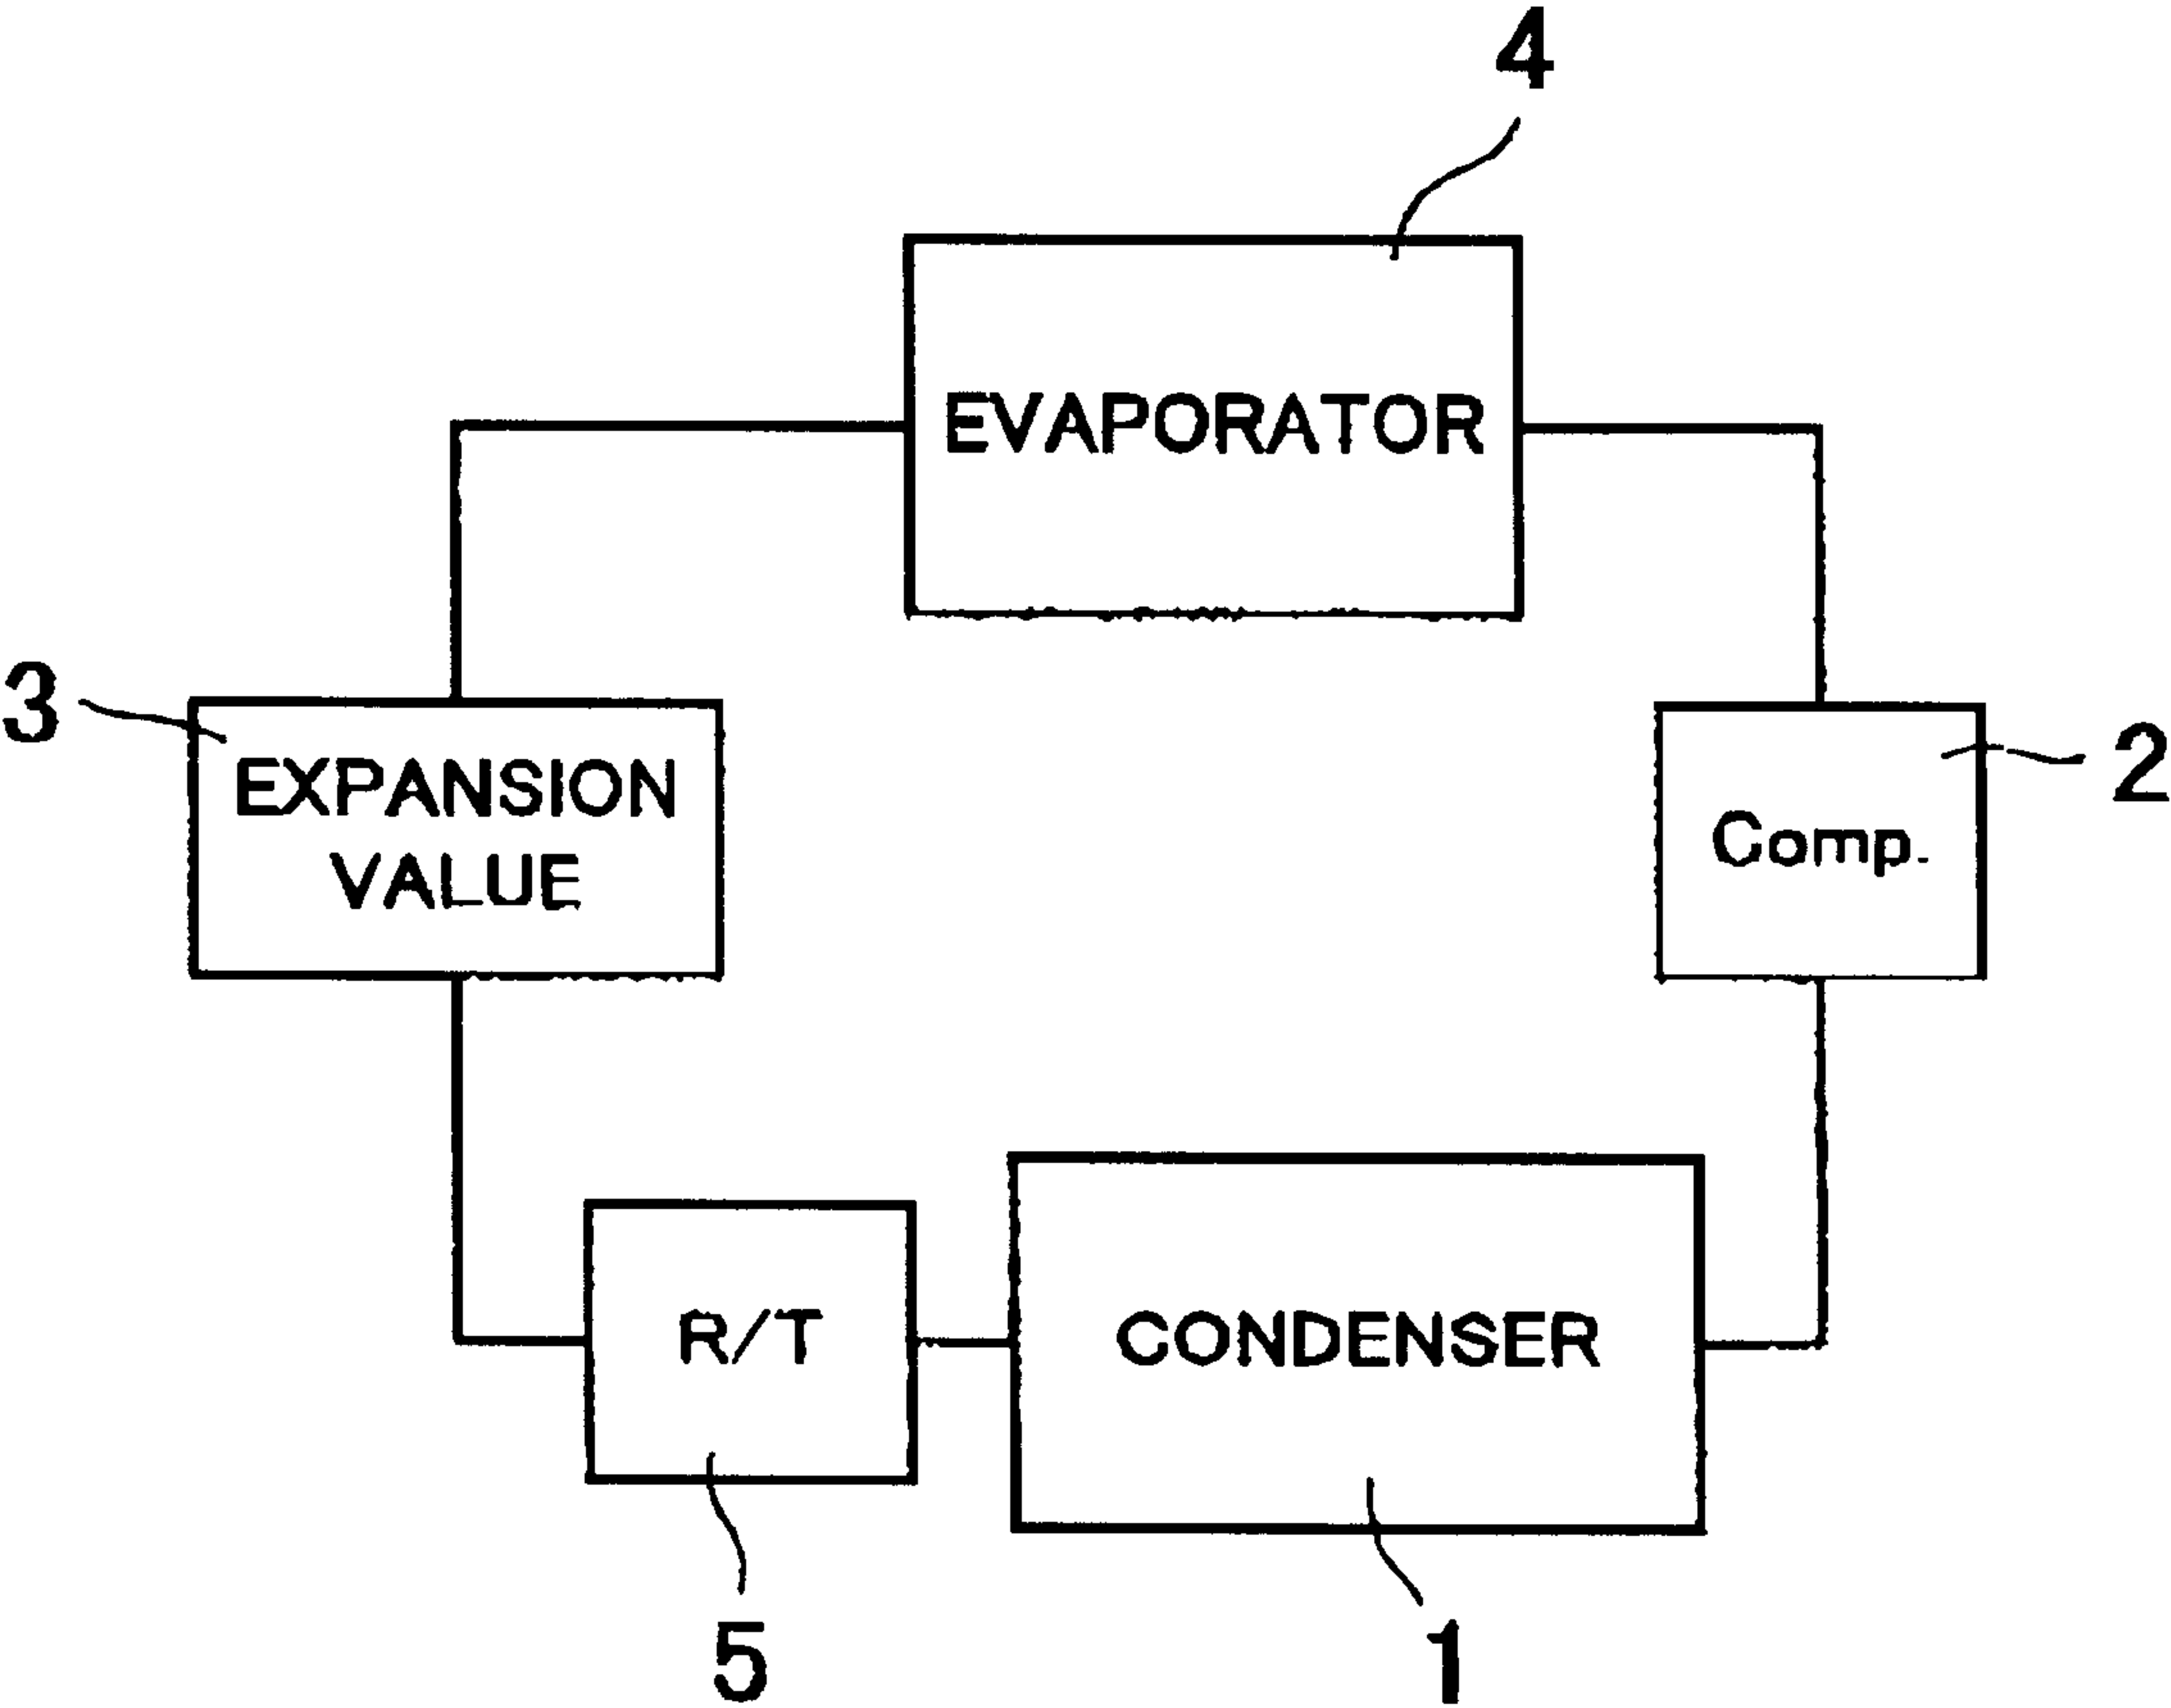 4
EVAPORATOR
3
EXPANSION
VALUE
2
Comp.
R/T
CONDENSER
5
1